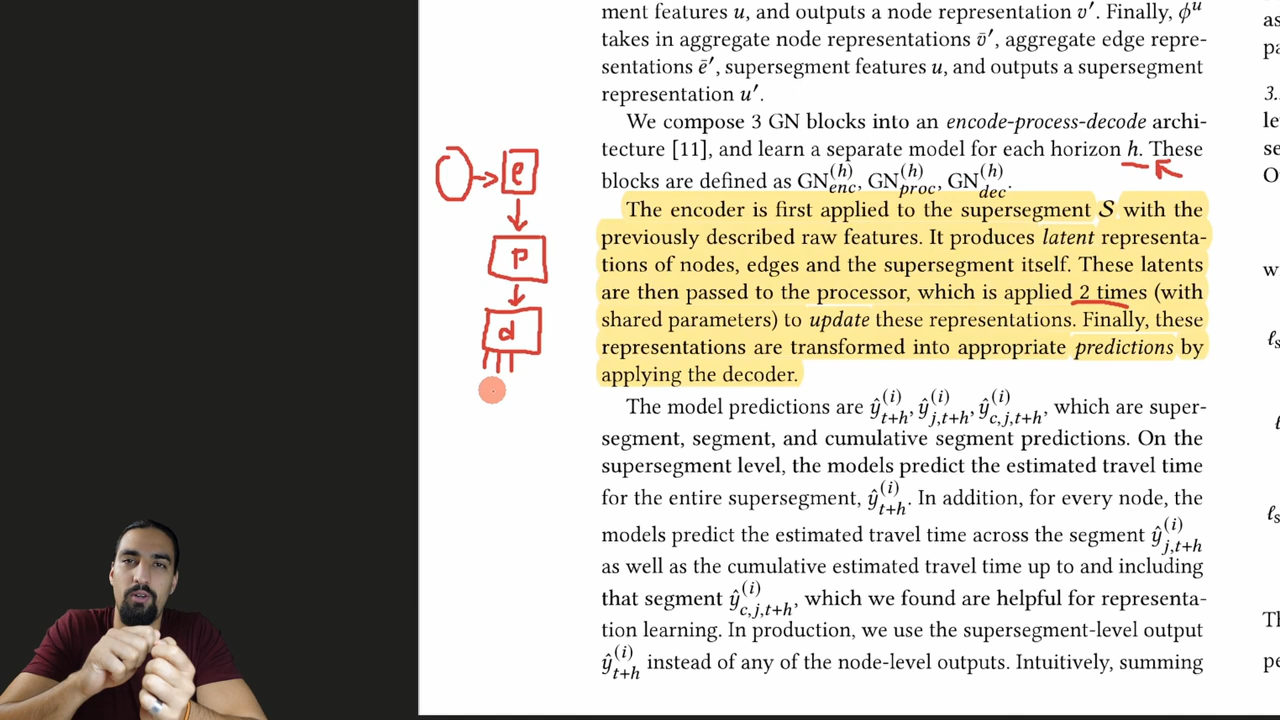 ment features u, and outputs a node representation v′. Finally, ϕᵘ
takes in aggregate node representations v̄′, aggregate edge repre-
sentations ē′, supersegment features u, and outputs a supersegment
representation u′.
We compose 3 GN blocks into an encode-process-decode archi-
tecture [11], and learn a separate model for each horizon h. These
blocks are defined as GN_{enc}^{(h)}, GN_{proc}^{(h)}, GN_{dec}^{(h)}.
The encoder is first applied to the supersegment S with the
previously described raw features. It produces latent representa-
tions of nodes, edges and the supersegment itself. These latents
are then passed to the processor, which is applied 2 times (with
shared parameters) to update these representations. Finally, these
representations are transformed into appropriate predictions by
applying the decoder.
The model predictions are ŷ_{t+h}^{(i)}, ŷ_{j,t+h}^{(i)}, ŷ_{c,j,t+h}^{(i)}, which are super-
segment, segment, and cumulative segment predictions. On the
supersegment level, the models predict the estimated travel time
for the entire supersegment, ŷ_{t+h}^{(i)}. In addition, for every node, the
models predict the estimated travel time across the segment ŷ_{j,t+h}^{(i)}
as well as the cumulative estimated travel time up to and including
that segment ŷ_{c,j,t+h}^{(i)}, which we found are helpful for representa-
tion learning. In production, we use the supersegment-level output
ŷ_{t+h}^{(i)} instead of any of the node-level outputs. Intuitively, summing
e
p
d